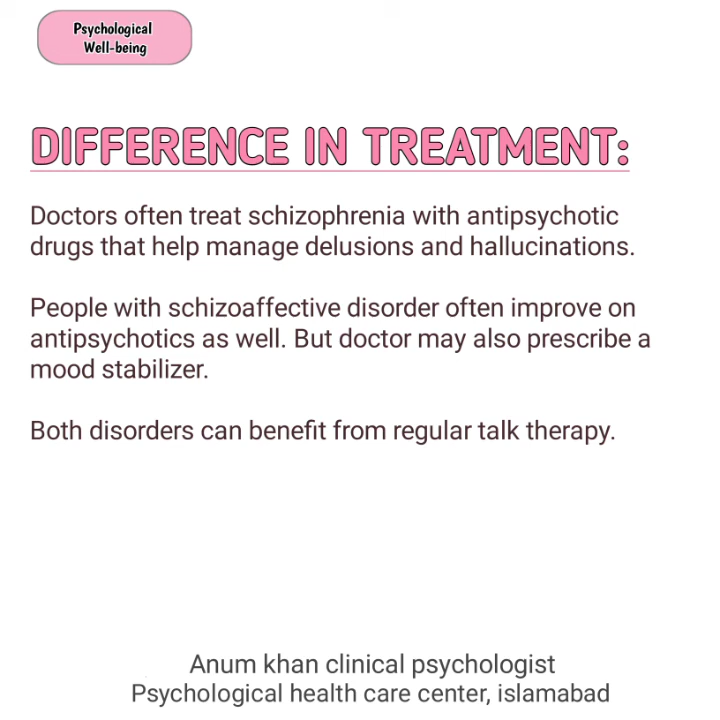 Psychological
Well-being
DIFFERENCE IN TREATMENT:
Doctors often treat schizophrenia with antipsychotic
drugs that help manage delusions and hallucinations.
People with schizoaffective disorder often improve on
antipsychotics as well. But doctor may also prescribe a
mood stabilizer.
Both disorders can benefit from regular talk therapy.
Anum khan clinical psychologist
Psychological health care center, islamabad